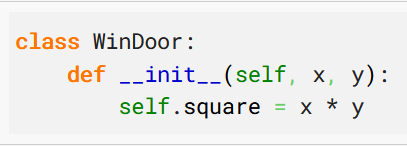 class WinDoor:
    def __init__(self, x, y):
        self.square = x * y